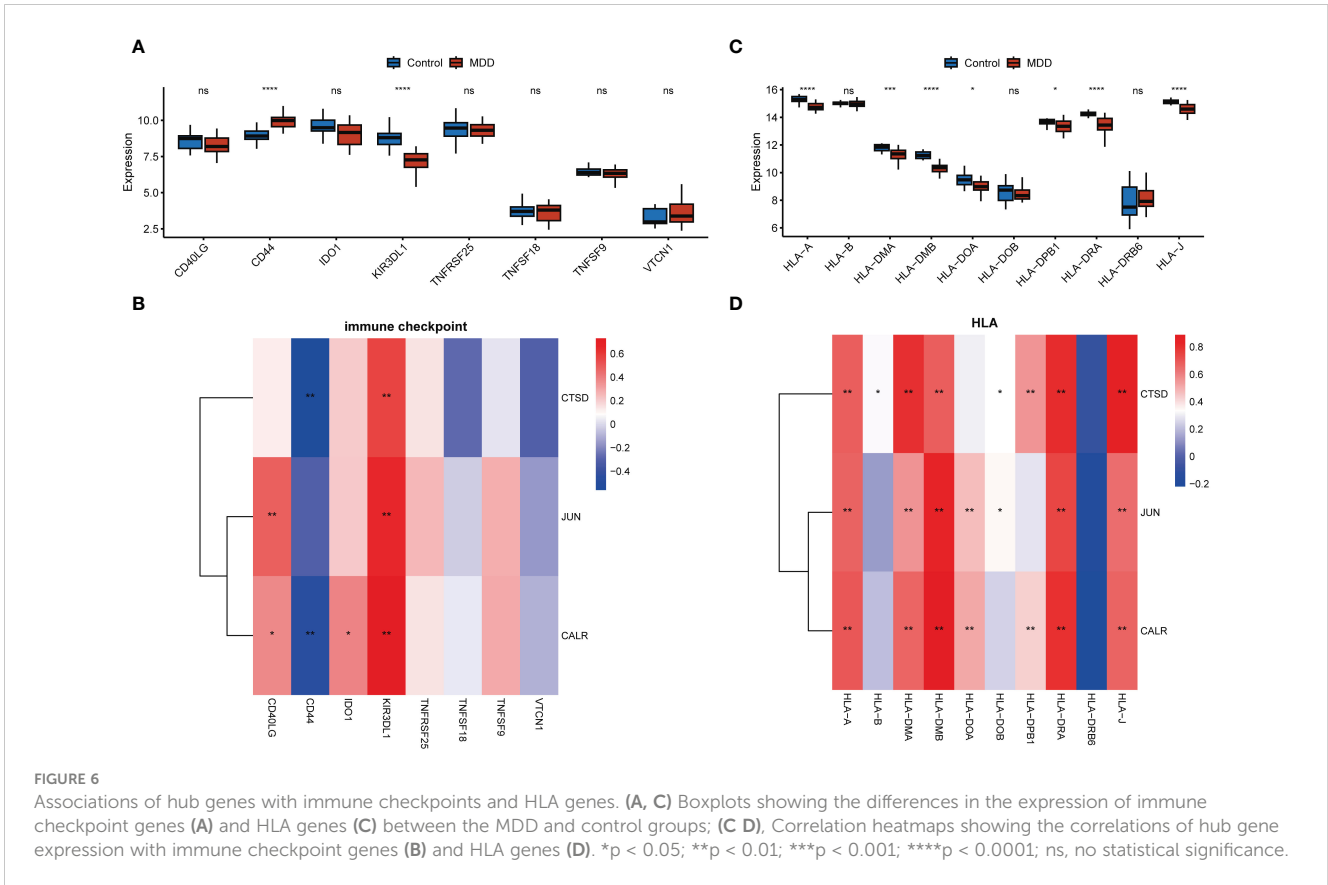 A
Control MDD
ns **** ns **** ns ns ns ns
Expression
10.0
7.5
5.0
2.5
CD40LG CD44 IDO1 KIR3DL1 TNFRSF25 TNFSF18 TNFSF9 VTCN1
C
Control MDD
**** ns *** **** * ns * **** ns ****
Expression
16
14
12
10
8
6
HLA-A HLA-B HLA-DMA HLA-DMB HLA-DOA HLA-DOB HLA-DPB1 HLA-DRA HLA-DRB6 HLA-J
B
immune checkpoint
** ** CTSD
** ** JUN
* ** * ** CALR
CD40LG CD44 IDO1 KIR3DL1 TNFRSF25 TNFSF18 TNFSF9 VTCN1
0.6
0.4
0.2
0
−0.2
−0.4
D
HLA
** * ** ** * ** ** ** CTSD
** ** ** ** * ** ** JUN
** ** ** ** ** ** ** CALR
HLA-A HLA-B HLA-DMA HLA-DMB HLA-DOA HLA-DOB HLA-DPB1 HLA-DRA HLA-DRB6 HLA-J
0.8
0.6
0.4
0.2
0
−0.2
FIGURE 6
Associations of hub genes with immune checkpoints and HLA genes. (A, C) Boxplots showing the differences in the expression of immune
checkpoint genes (A) and HLA genes (C) between the MDD and control groups; (C D), Correlation heatmaps showing the correlations of hub gene
expression with immune checkpoint genes (B) and HLA genes (D). *p < 0.05; **p < 0.01; ***p < 0.001; ****p < 0.0001; ns, no statistical significance.